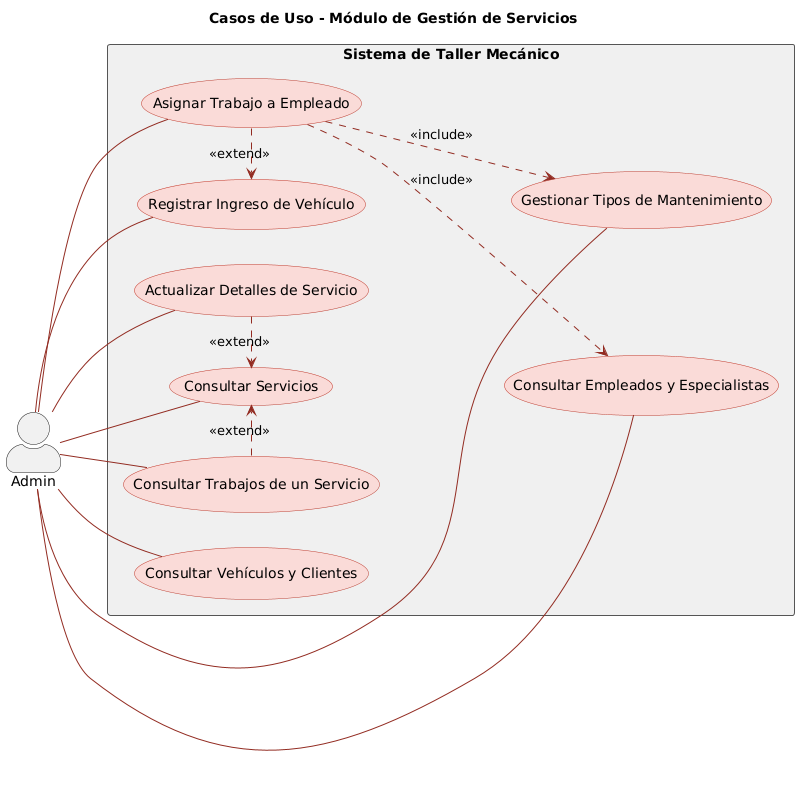 Casos de Uso - Módulo de Gestión de Servicios
Sistema de Taller Mecánico
Asignar Trabajo a Empleado
«include»
«extend»
«include»
Gestionar Tipos de Mantenimiento
Registrar Ingreso de Vehículo
Actualizar Detalles de Servicio
«extend»
Consultar Servicios
Consultar Empleados y Especialistas
«extend»
Admin
Consultar Trabajos de un Servicio
Consultar Vehículos y Clientes